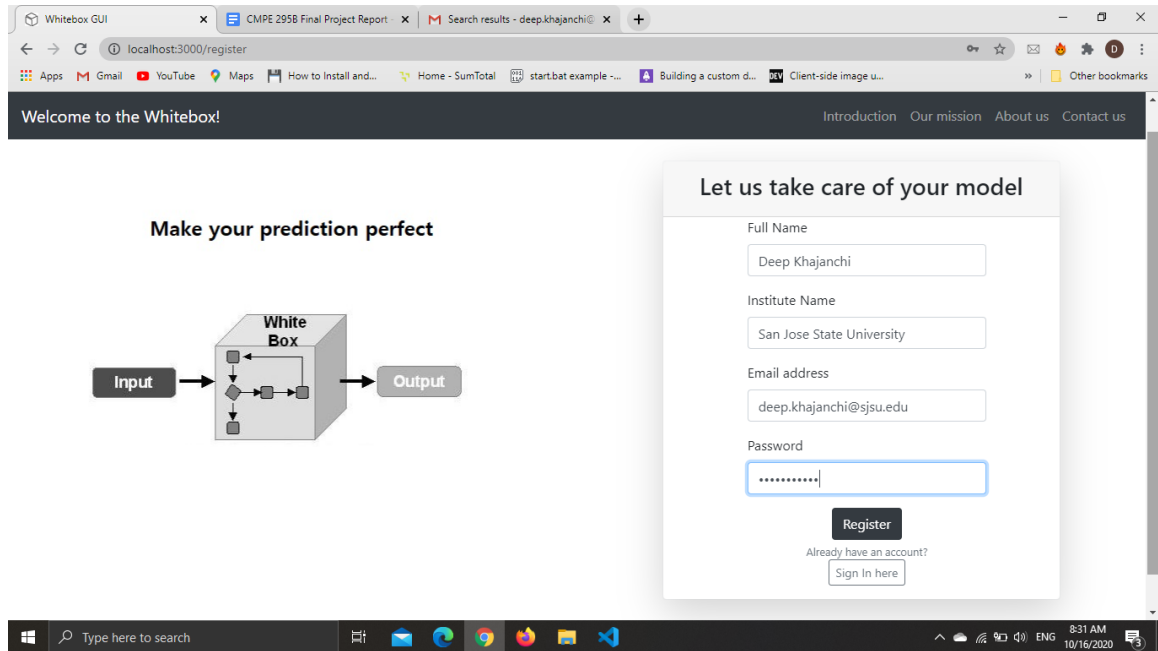 Whitebox GUI
CMPE 295B Final Project Report -
Search results - deep.khajanchi@
localhost:3000/register
D
Apps Gmail YouTube Maps How to Install and... Home - SumTotal start.bat example -... Building a custom d... DEV Client-side image u... » Other bookmarks
Welcome to the Whitebox!
Introduction Our mission About us Contact us
Make your prediction perfect
White
Box
Input
Output
Let us take care of your model
Full Name
Deep Khajanchi
Institute Name
San Jose State University
Email address
deep.khajanchi@sjsu.edu
Password
•••••••••••
Register
Already have an account?
Sign In here
Type here to search
ENG
8:31 AM
10/16/2020
3